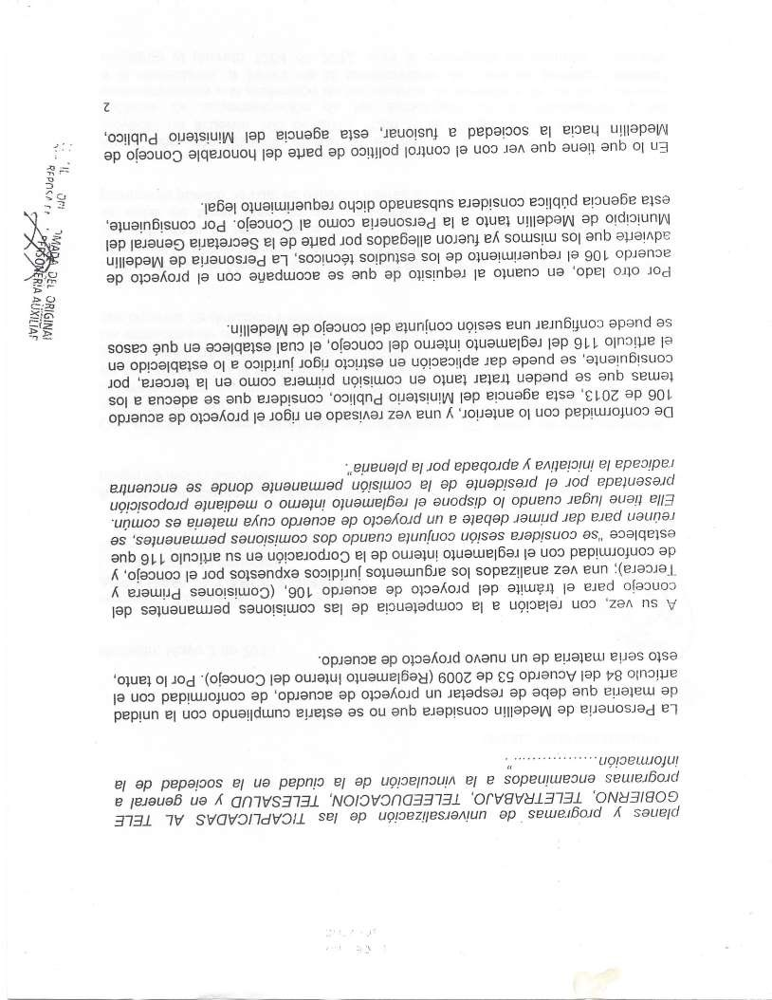 planes y programas de universalización de las TICAPLICADAS AL TELE
GOBIERNO, TELETRABAJO, TELEEDUCACION, TELESALUD y en general a
programas encaminados a la vinculación de la ciudad en la sociedad de la
información.................. ”
La Personería de Medellín considera que no se estaría cumpliendo con la unidad
de materia que debe de respetar un proyecto de acuerdo, de conformidad con el
artículo 84 del Acuerdo 53 de 2009 (Reglamento Interno del Concejo). Por lo tanto,
esto seria materia de un nuevo proyecto de acuerdo.
A su vez, con relación a la competencia de las comisiones permanentes del
concejo para el trámite del proyecto de acuerdo 106, (Comisiones Primera y
Tercera); una vez analizados los argumentos jurídicos expuestos por el concejo, y
de conformidad con el reglamento interno de la Corporación en su artículo 116 que
establece “se considera sesión conjunta cuando dos comisiones permanentes, se
reúnen para dar primer debate a un proyecto de acuerdo cuya materia es común.
Ella tiene lugar cuando lo dispone el reglamento interno o mediante proposición
presentada por el presidente de la comisión permanente donde se encuentra
radicada la iniciativa y aprobada por la plenaria”.
De conformidad con lo anterior, y una vez revisado en rigor el proyecto de acuerdo
106 de 2013, esta agencia del Ministerio Publico, considera que se adecua a los
temas que se pueden tratar tanto en comisión primera como en la tercera, por
consiguiente, se puede dar aplicación en estricto rigor jurídico a lo establecido en
el artículo 116 del reglamento interno del concejo, el cual establece en qué casos
se puede configurar una sesión conjunta del concejo de Medellín.
Por otro lado, en cuanto al requisito de que se acompañe con el proyecto de
acuerdo 106 el requerimiento de los estudios técnicos, La Personería de Medellín
advierte que los mismos ya fueron allegados por parte de la Secretaria General del
Municipio de Medellín tanto a la Personería como al Concejo. Por consiguiente,
esta agencia pública considera subsanado dicho requerimiento legal.
En lo que tiene que ver con el control político de parte del honorable Concejo de
Medellín hacia la sociedad a fusionar, esta agencia del Ministerio Publico,
2
DEL ORIGINAL
PERSONERIA AUXILIAR